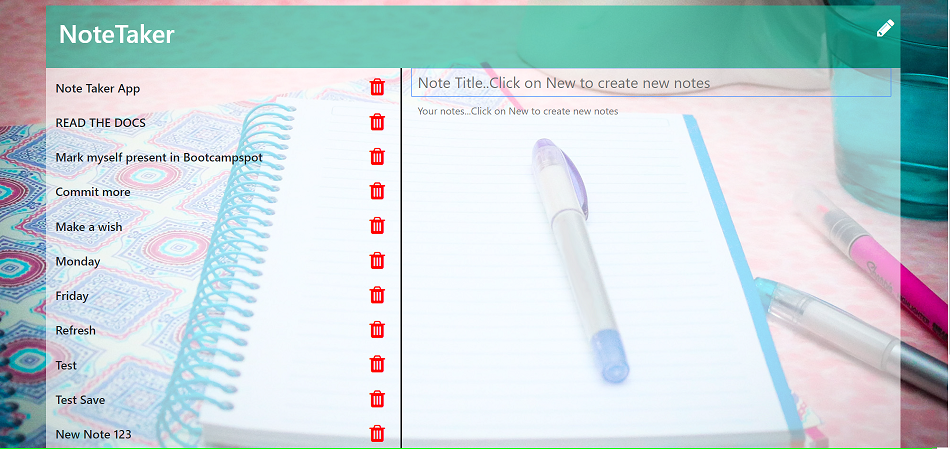 NoteTaker
Note Taker App
READ THE DOCS
Mark myself present in Bootcampspot
Commit more
Make a wish
Monday
Friday
Refresh
Test
Test Save
New Note 123
Note Title..Click on New to create new notes
Your notes...Click on New to create new notes